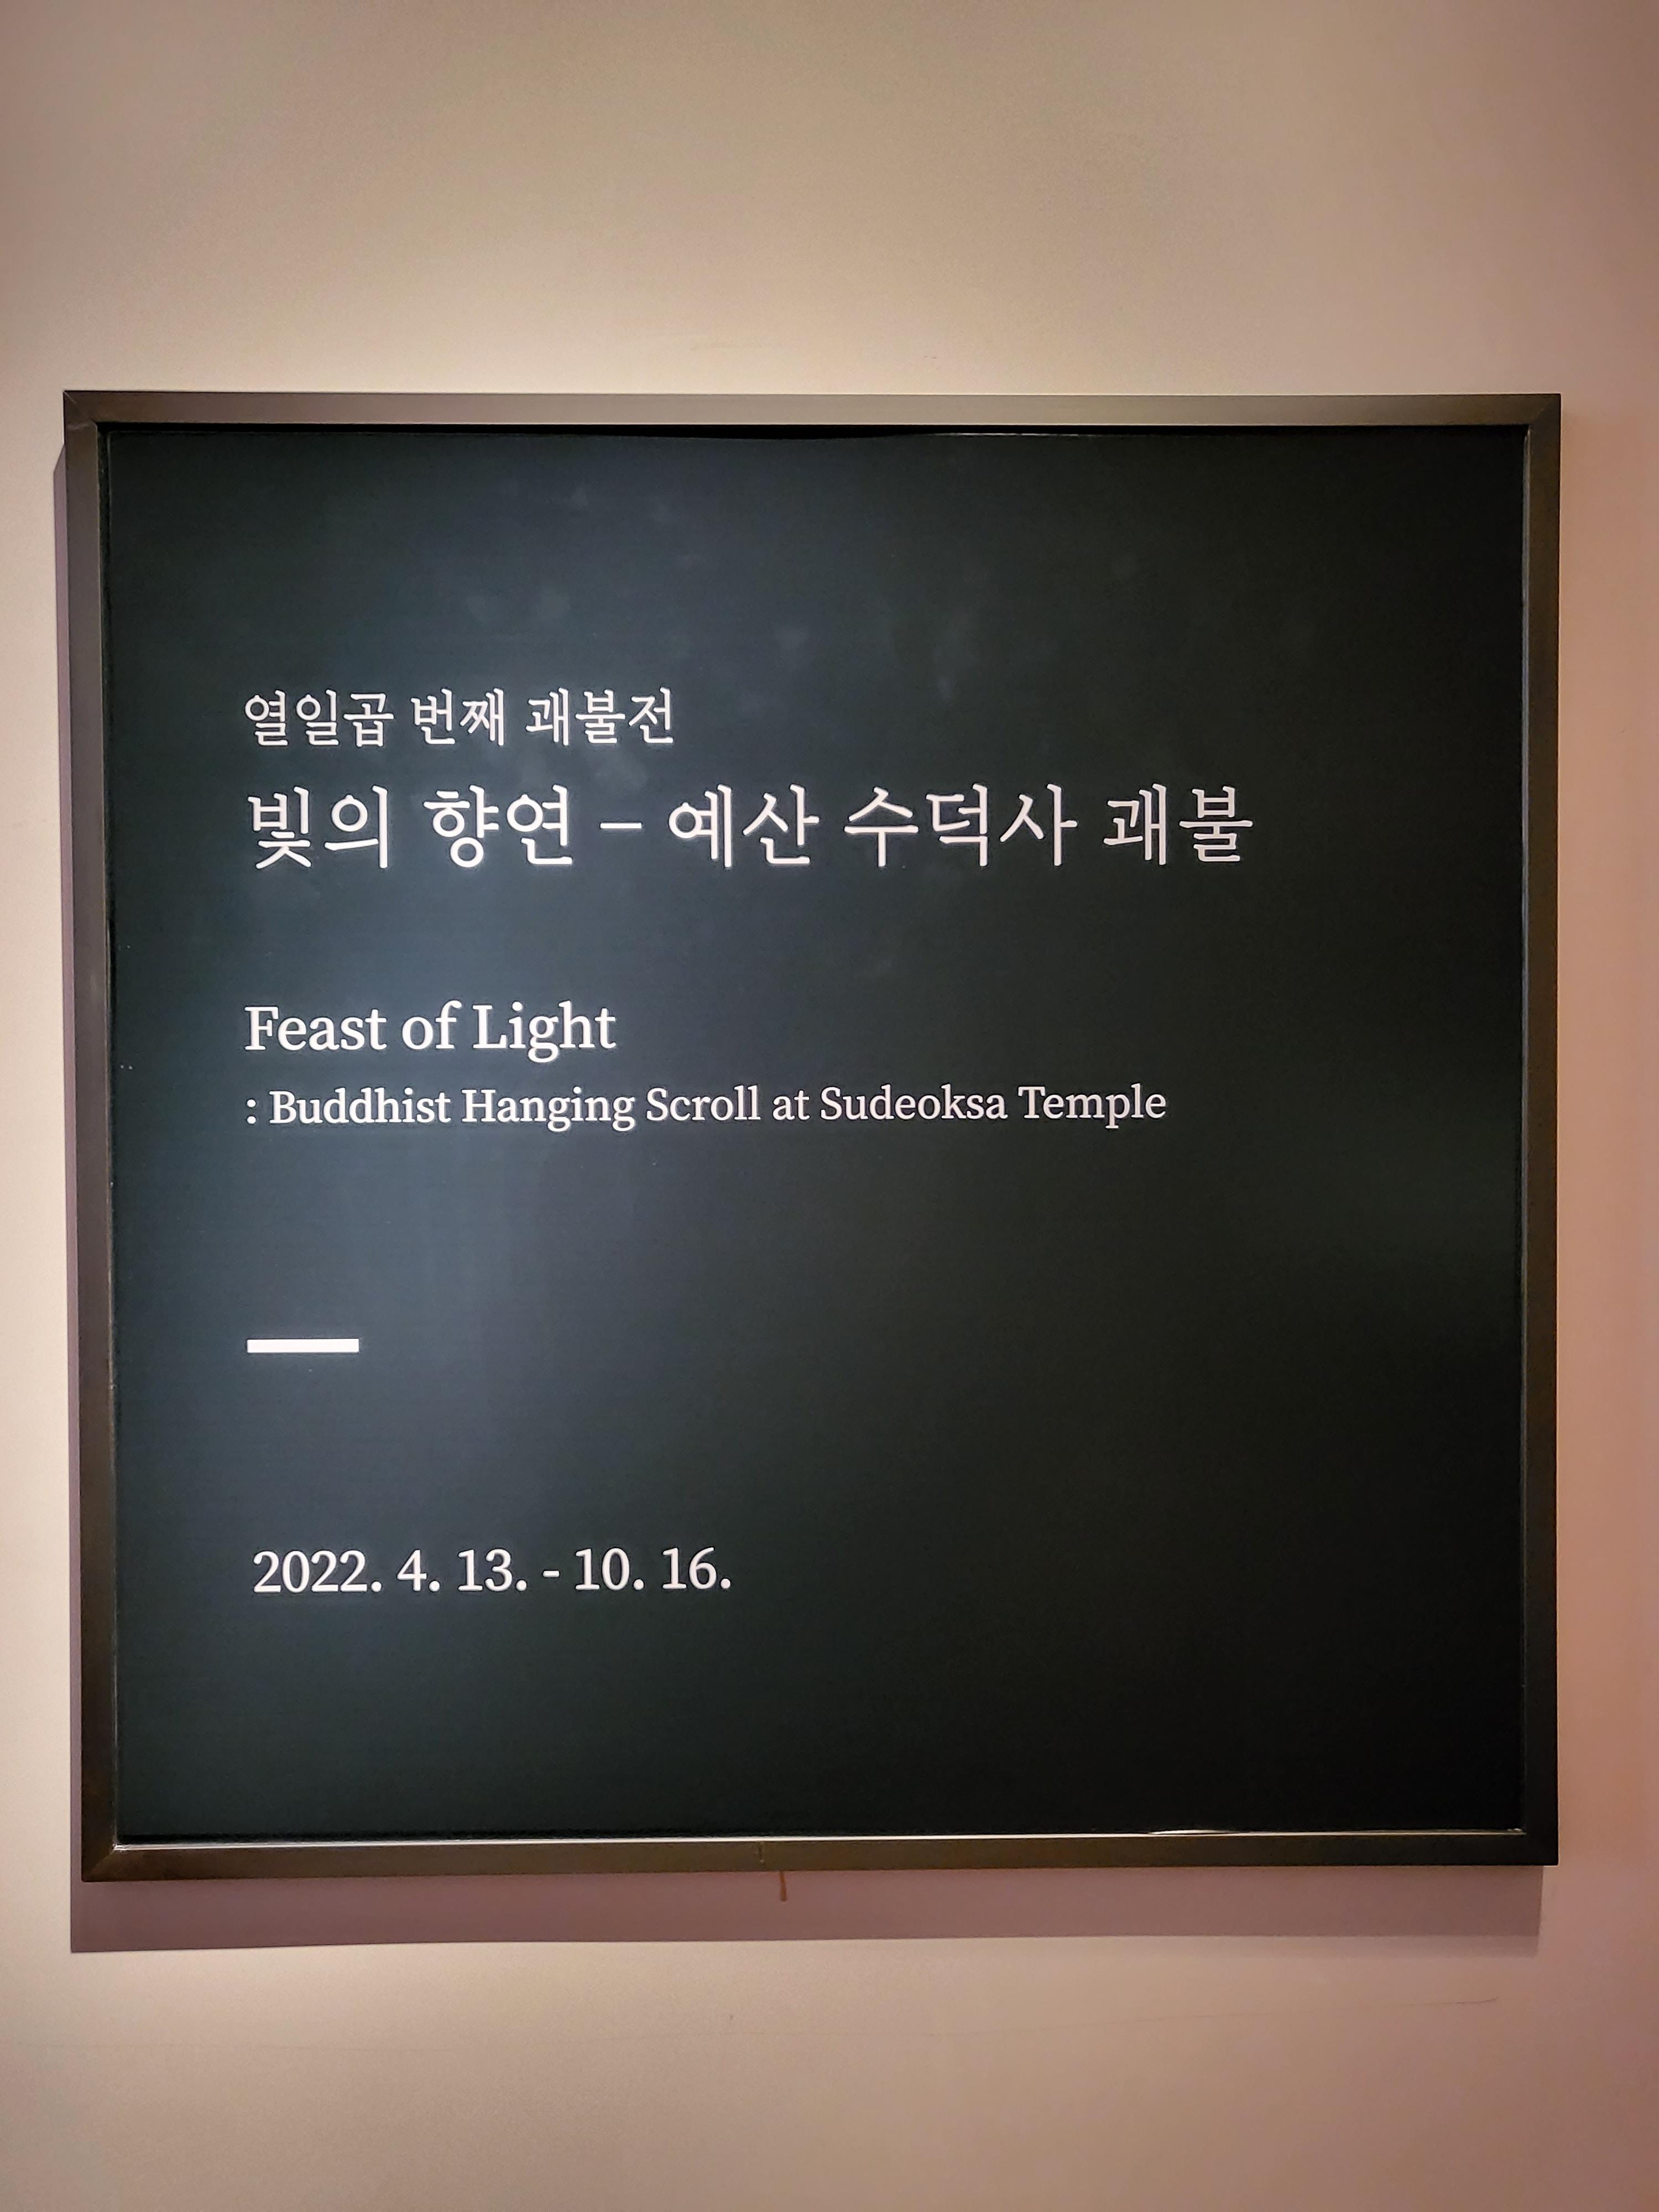 열일곱 번째 괘불전
빛의 향연 – 예산 수덕사 괘불
Feast of Light
: Buddhist Hanging Scroll at Sudeoksa Temple
2022. 4. 13. - 10. 16.